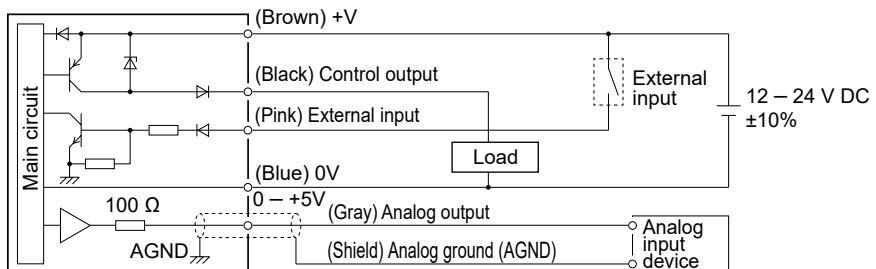 (Brown) +V
(Black) Control output
(Pink) External input
(Blue) 0V
0 – +5V
(Gray) Analog output
(Shield) Analog ground (AGND)
Main circuit
100 Ω
AGND
Load
External
input
12 – 24 V DC
±10%
Analog
input
device